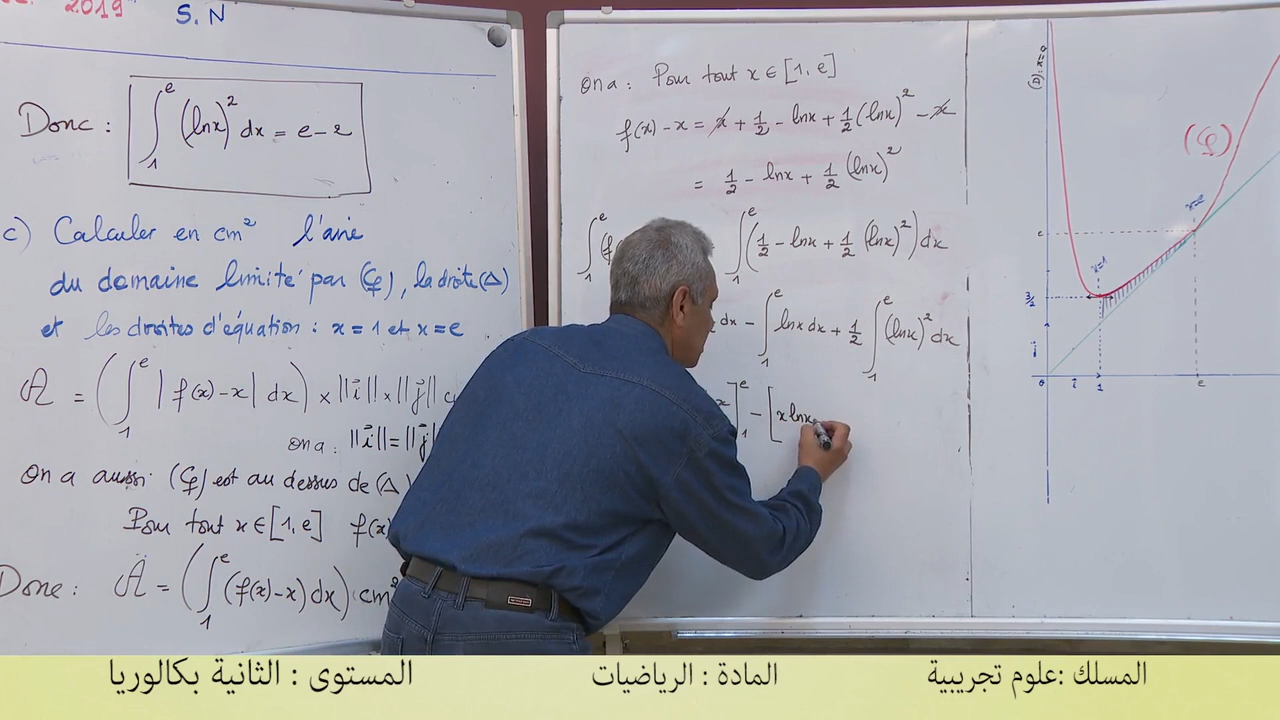 2019 S.N
Donc : ∫₁ᵉ (lnx)² dx = e - 2
c) Calculer en cm² l'aire
du domaine limité par (Cf), la droite (Δ)
et les droites d'équation : x = 1 et x = e
A = (∫₁ᵉ | f(x) - x | dx) × ||i⃗|| × ||j⃗||
on a : ||i⃗|| = ||j⃗
On a aussi (Cf) est au dessus de (Δ)
Pour tout x ∈ [1, e] f(x)
Donc : A = (∫₁ᵉ (f(x) - x) dx) cm²
On a : Pour tout x ∈ [1, e]
f(x) - x = x + 1/2 - lnx + 1/2 (lnx)² - x
= 1/2 - lnx + 1/2 (lnx)²
∫₁ᵉ (f ∫₁ᵉ (1/2 - lnx + 1/2 (lnx)²) dx
dx - ∫₁ᵉ lnx dx + 1/2 ∫₁ᵉ (lnx)² dx
x]₁ᵉ - [x lnx
(D) : x = 0
(Cf)
x = e
e
x = 1
3/2
j⃗
o i⃗ 1 e
المسلك :علوم تجريبية المادة : الرياضيات المستوى : الثانية بكالوريا